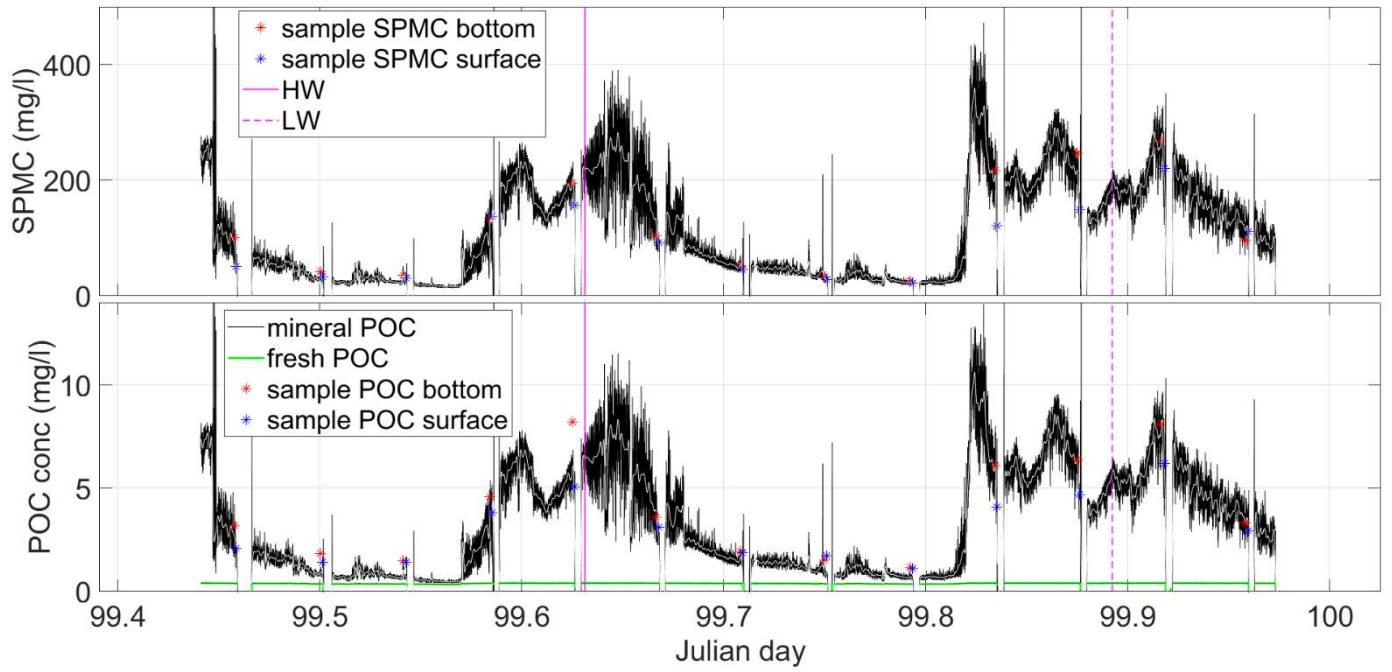 SPMC (mg/l)
400
200
0
sample SPMC bottom
sample SPMC surface
HW
LW
POC conc (mg/l)
10
5
0
mineral POC
fresh POC
sample POC bottom
sample POC surface
99.4 99.5 99.6 99.7 99.8 99.9 100
Julian day